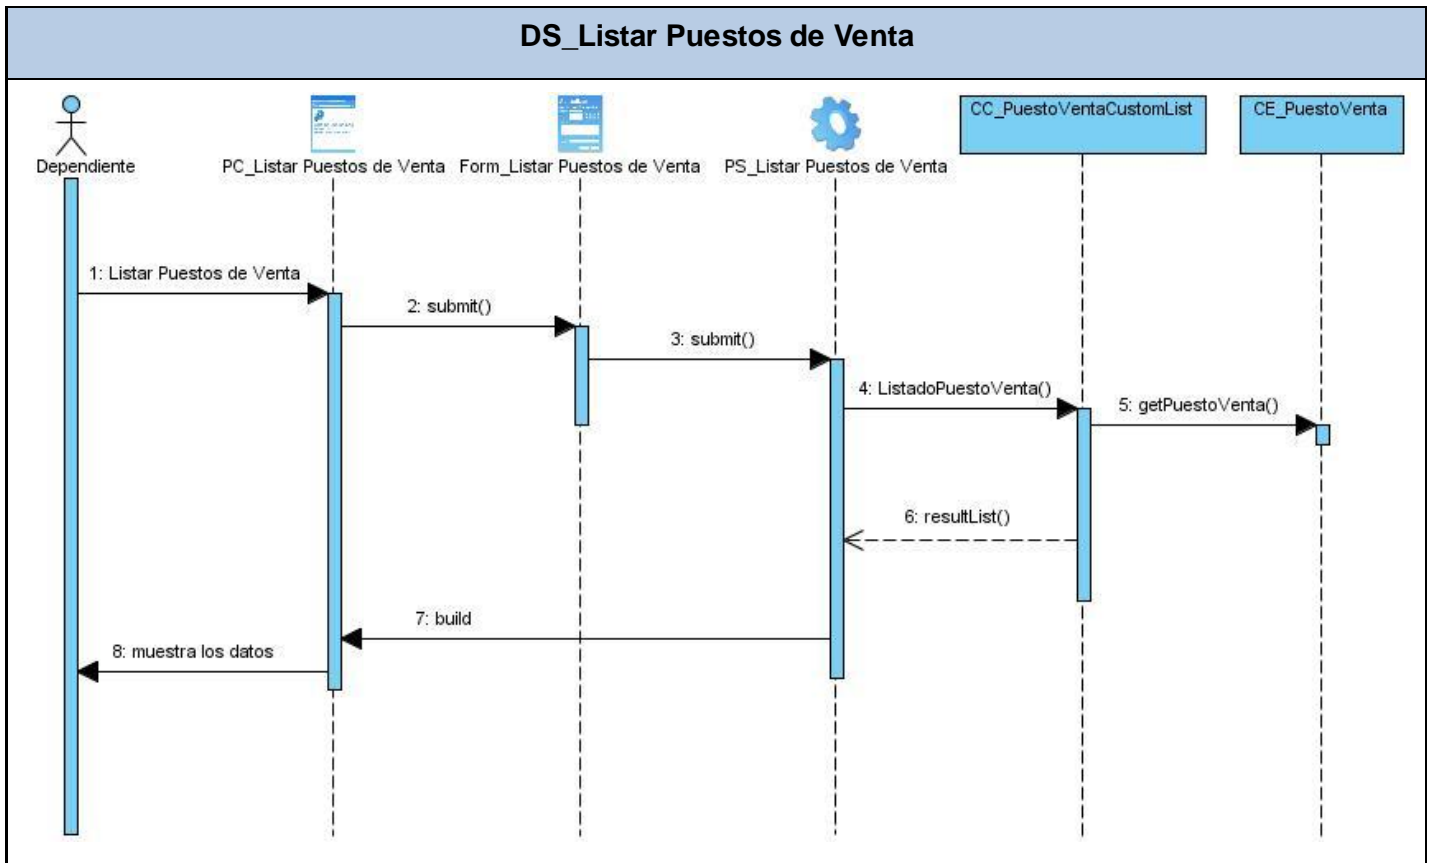 DS_Listar Puestos de Venta
Dependiente
PC_Listar Puestos de Venta
Form_Listar Puestos de Venta
PS_Listar Puestos de Venta
CC_PuestoVentaCustomList
CE_PuestoVenta
1: Listar Puestos de Venta
2: submit()
3: submit()
4: ListadoPuestoVenta()
5: getPuestoVenta()
6: resultList()
7: build
8: muestra los datos